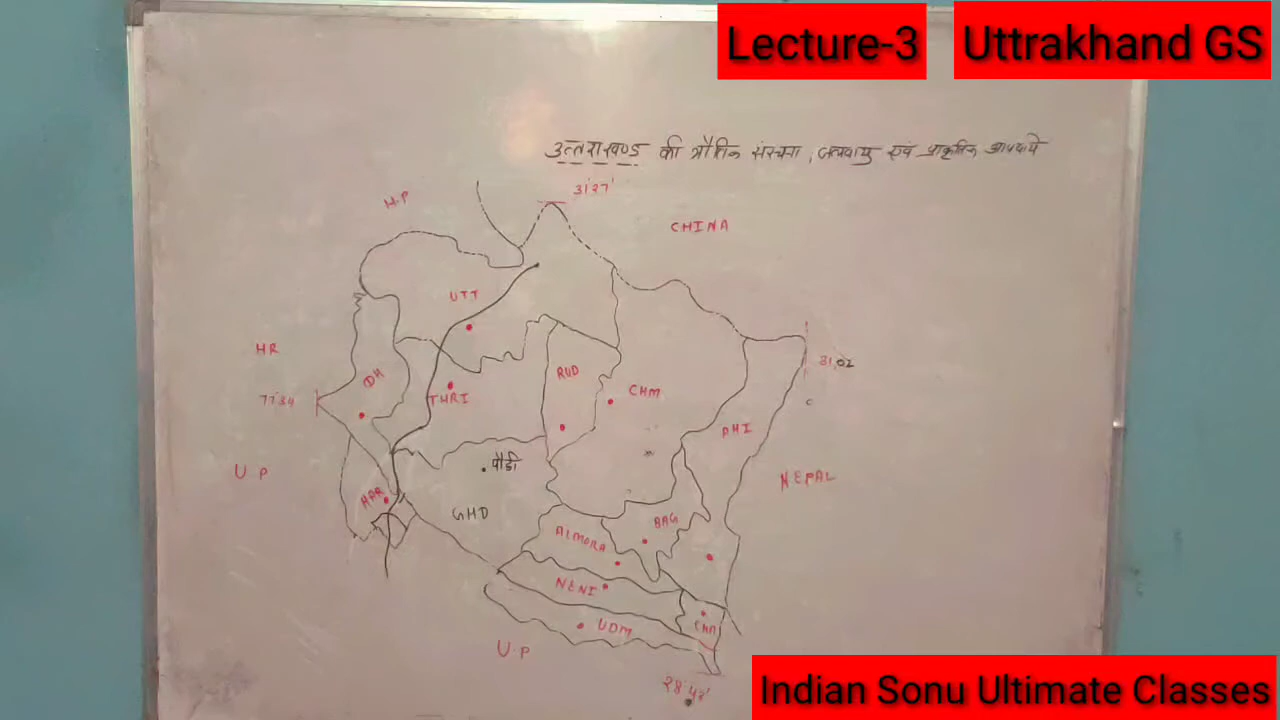 Lecture-3 Uttrakhand GS
उत्तराखण्ड की भौतिक संरचना, जलवायु एवं प्राकृतिक आपदायें
31'27'
H.P
CHINA
UTT
HR
31,02
DH
RUD
77'34
THRI
CHM
PHI
पौडी
U P
NEPAL
HAR
GHD
BAG
ALMORA
NENI
UDM
U.P
28'43'
Indian Sonu Ultimate Classes